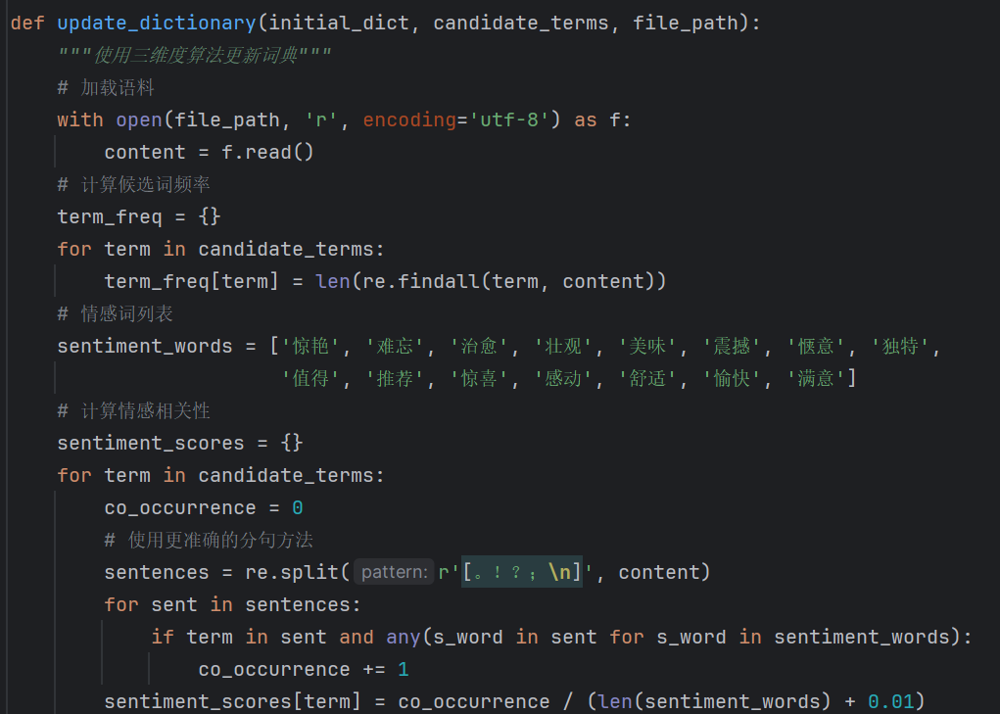 def update_dictionary(initial_dict, candidate_terms, file_path):
    """使用三维度算法更新词典"""
    # 加载语料
    with open(file_path, 'r', encoding='utf-8') as f:
        content = f.read()
    # 计算候选词频率
    term_freq = {}
    for term in candidate_terms:
        term_freq[term] = len(re.findall(term, content))
    # 情感词列表
    sentiment_words = ['惊艳', '难忘', '治愈', '壮观', '美味', '震撼', '惬意', '独特',
                       '值得', '推荐', '惊喜', '感动', '舒适', '愉快', '满意']
    # 计算情感相关性
    sentiment_scores = {}
    for term in candidate_terms:
        co_occurrence = 0
        # 使用更准确的分句方法
        sentences = re.split( pattern: r'[。！？；\n]', content)
        for sent in sentences:
            if term in sent and any(s_word in sent for s_word in sentiment_words):
                co_occurrence += 1
        sentiment_scores[term] = co_occurrence / (len(sentiment_words) + 0.01)